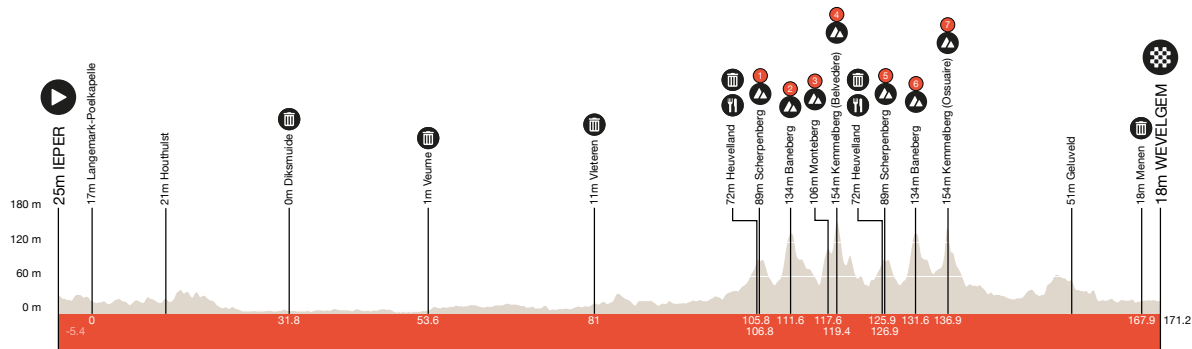 4
7
1
5
2
3
6
25m IEPER
17m Langemark-Poelkapelle
21m Houthulst
0m Diksmuide
1m Veurne
11m Vleteren
72m Heuvelland
89m Scherpenberg
134m Baneberg
106m Monteberg
154m Kemmelberg (Belvedère)
72m Heuvelland
89m Scherpenberg
134m Baneberg
154m Kemmelberg (Ossuaire)
51m Geluveld
18m Menen
18m WEVELGEM
180 m
120 m
60 m
0 m
-5.4
0
31.8
53.6
81
105.8
106.8
111.6
117.6
119.4
125.9
126.9
131.6
136.9
167.9
171.2